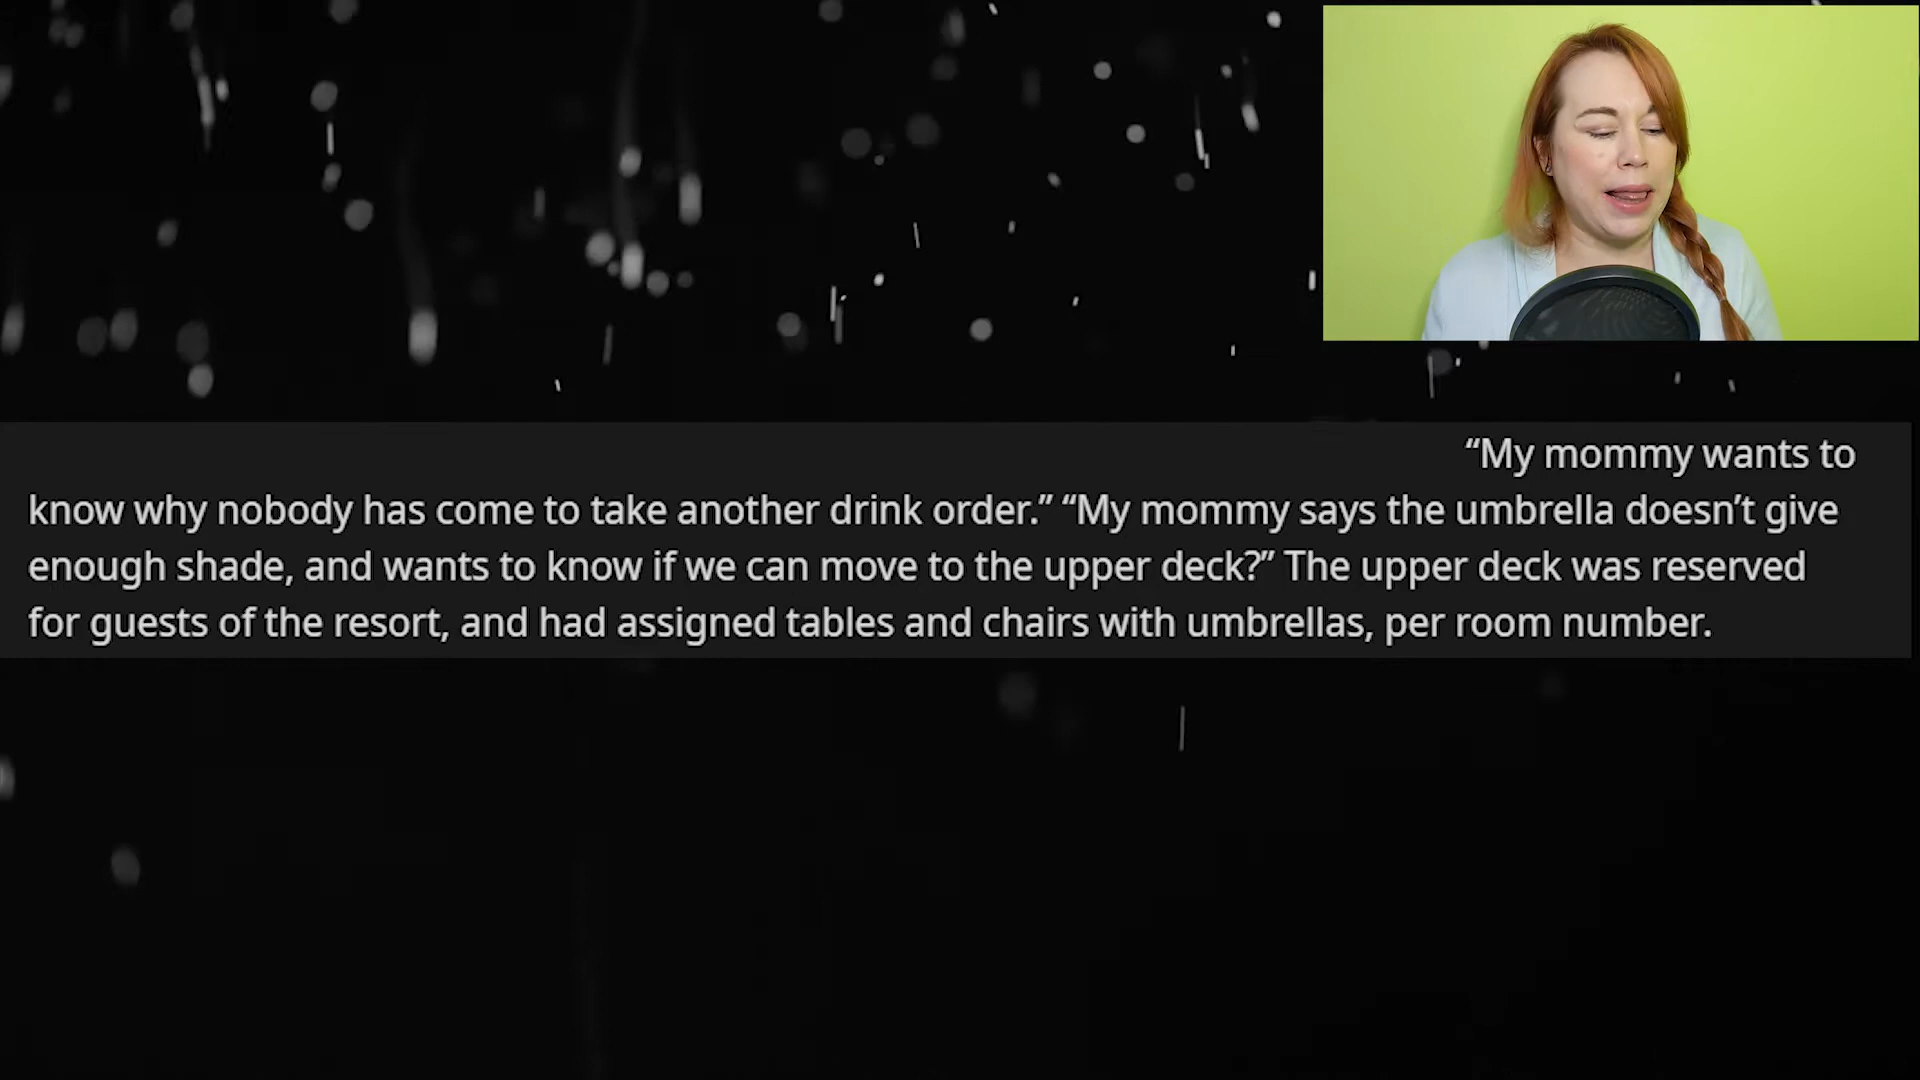 “My mommy wants to
know why nobody has come to take another drink order.” “My mommy says the umbrella doesn’t give
enough shade, and wants to know if we can move to the upper deck?” The upper deck was reserved
for guests of the resort, and had assigned tables and chairs with umbrellas, per room number.